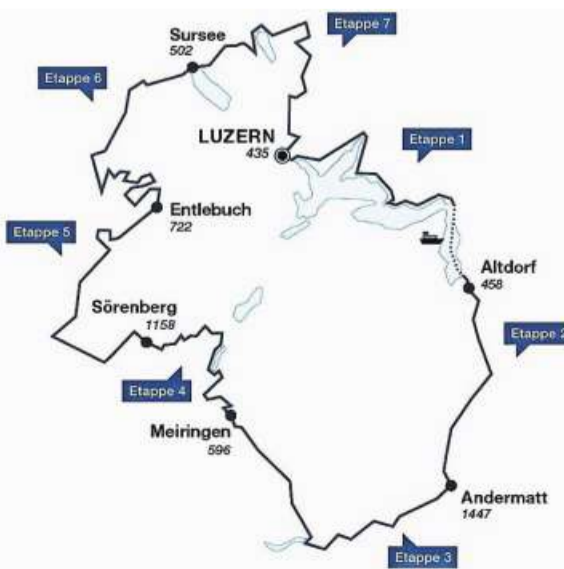 Etappe 7
Sursee
502
Etappe 6
LUZERN
435
Etappe 1
Entlebuch
722
Etappe 5
Altdorf
458
Sörenberg
1158
Etappe 2
Etappe 4
Meiringen
596
Andermatt
1447
Etappe 3